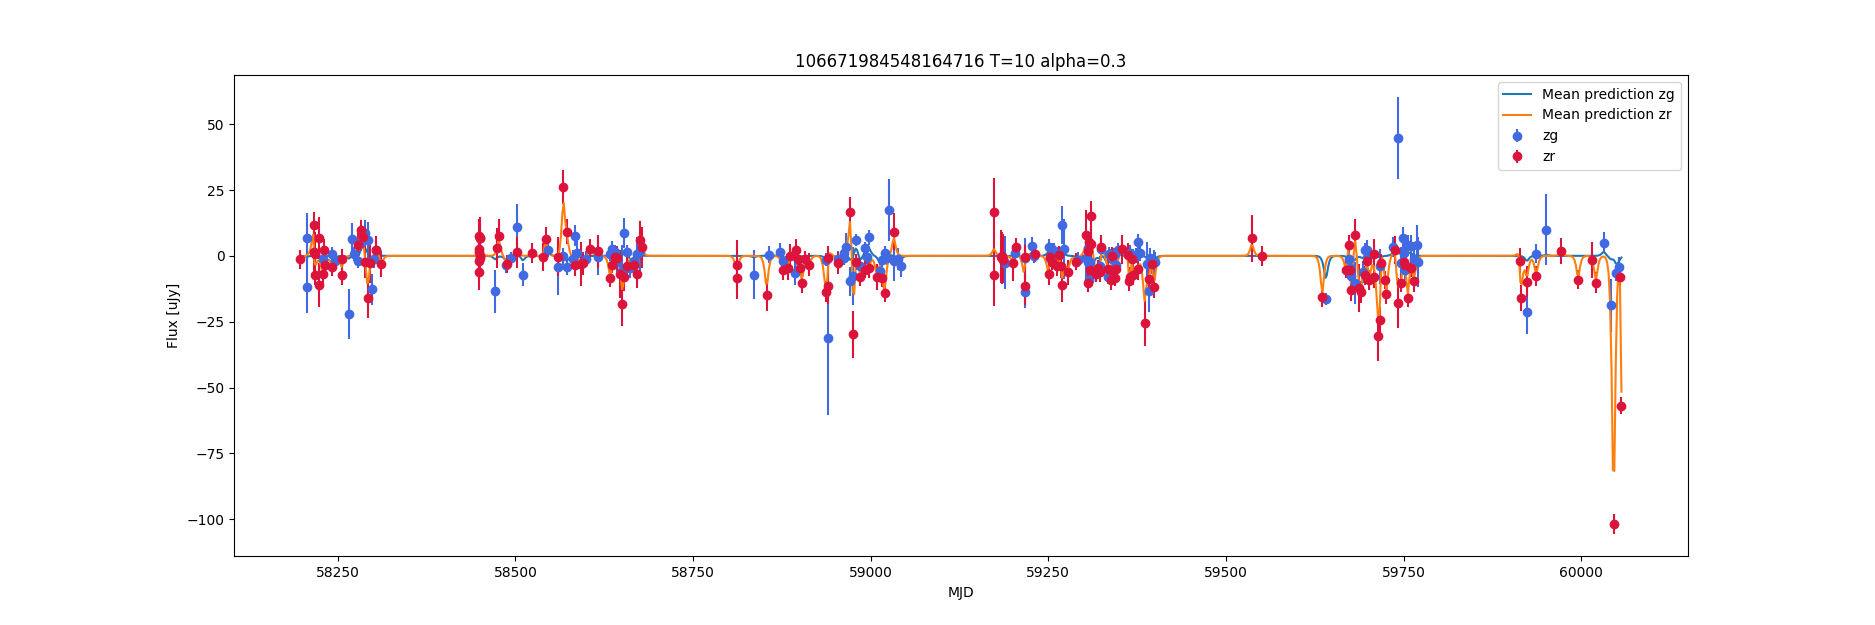 106671984548164716 T=10 alpha=0.3
Mean prediction zg
Mean prediction zr
zg
zr
Flux [uJy]
50
25
0
−25
−50
−75
−100
58250 58500 58750 59000 59250 59500 59750 60000
MJD